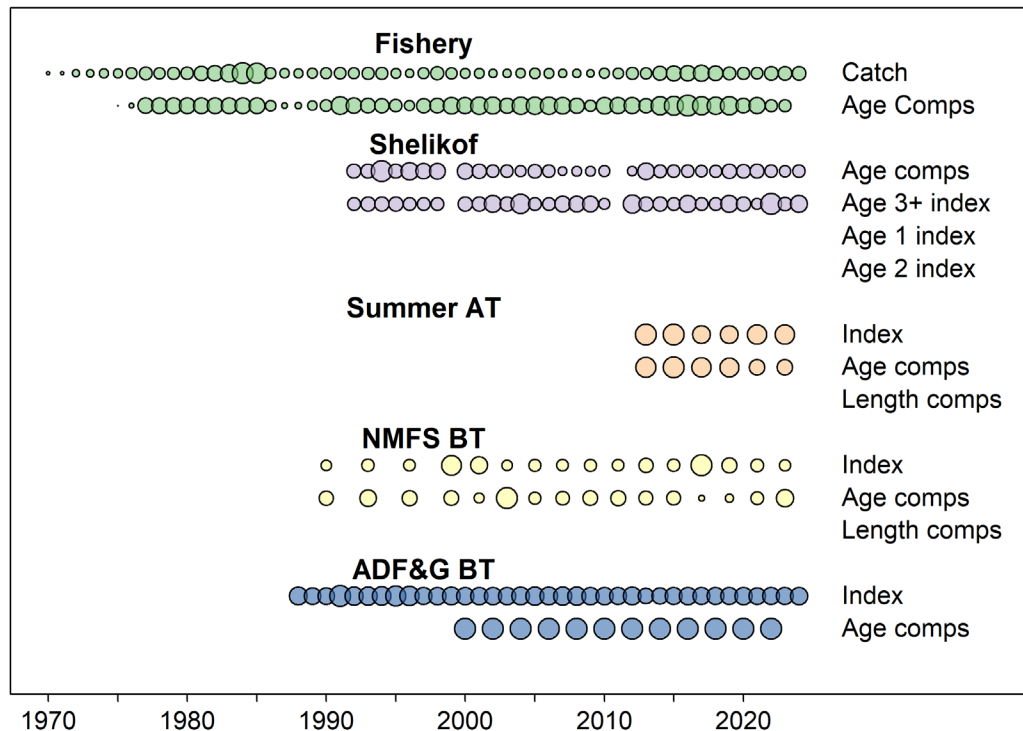 Fishery
Catch
Age Comps
Shelikof
Age comps
Age 3+ index
Age 1 index
Age 2 index
Summer AT
Index
Age comps
Length comps
NMFS BT
Index
Age comps
Length comps
ADF&G BT
Index
Age comps
1970 1980 1990 2000 2010 2020